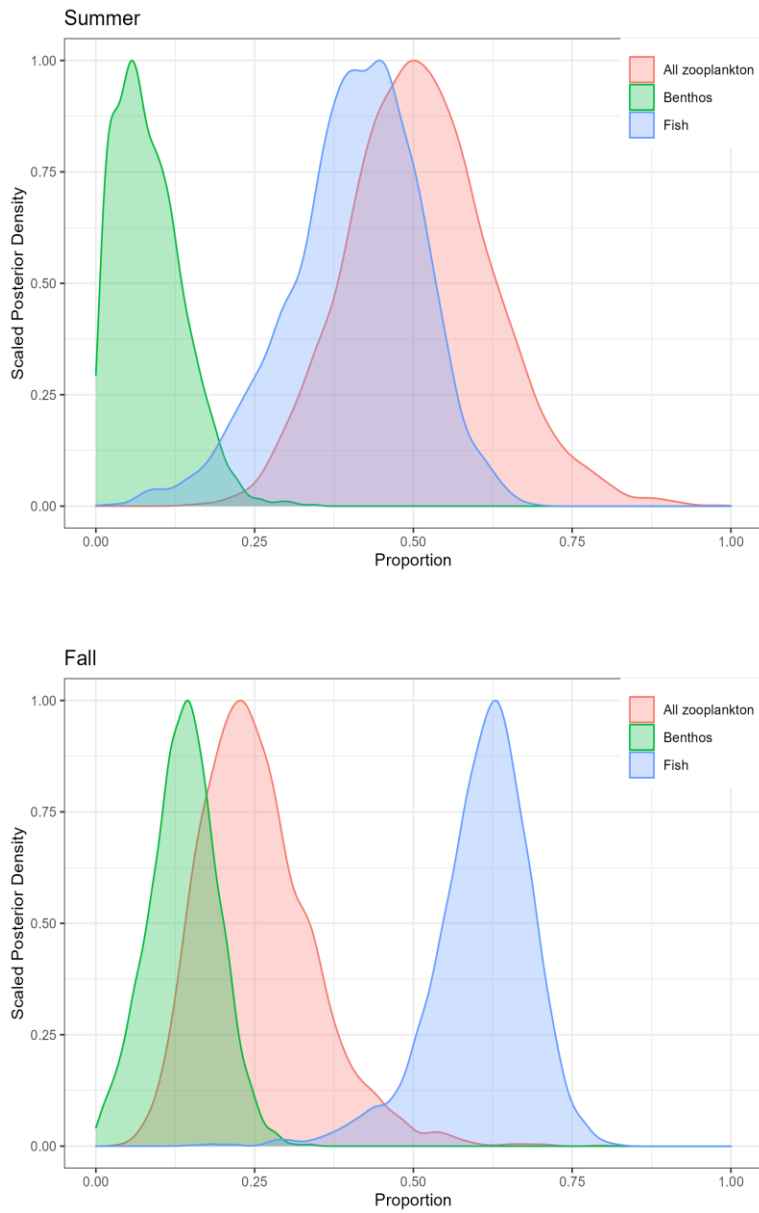 Summer
All zooplankton
Benthos
Fish
1.00
0.75
0.50
0.25
0.00
Scaled Posterior Density
0.00 0.25 0.50 0.75 1.00
Proportion
Fall
All zooplankton
Benthos
Fish
1.00
0.75
0.50
0.25
0.00
Scaled Posterior Density
0.00 0.25 0.50 0.75 1.00
Proportion